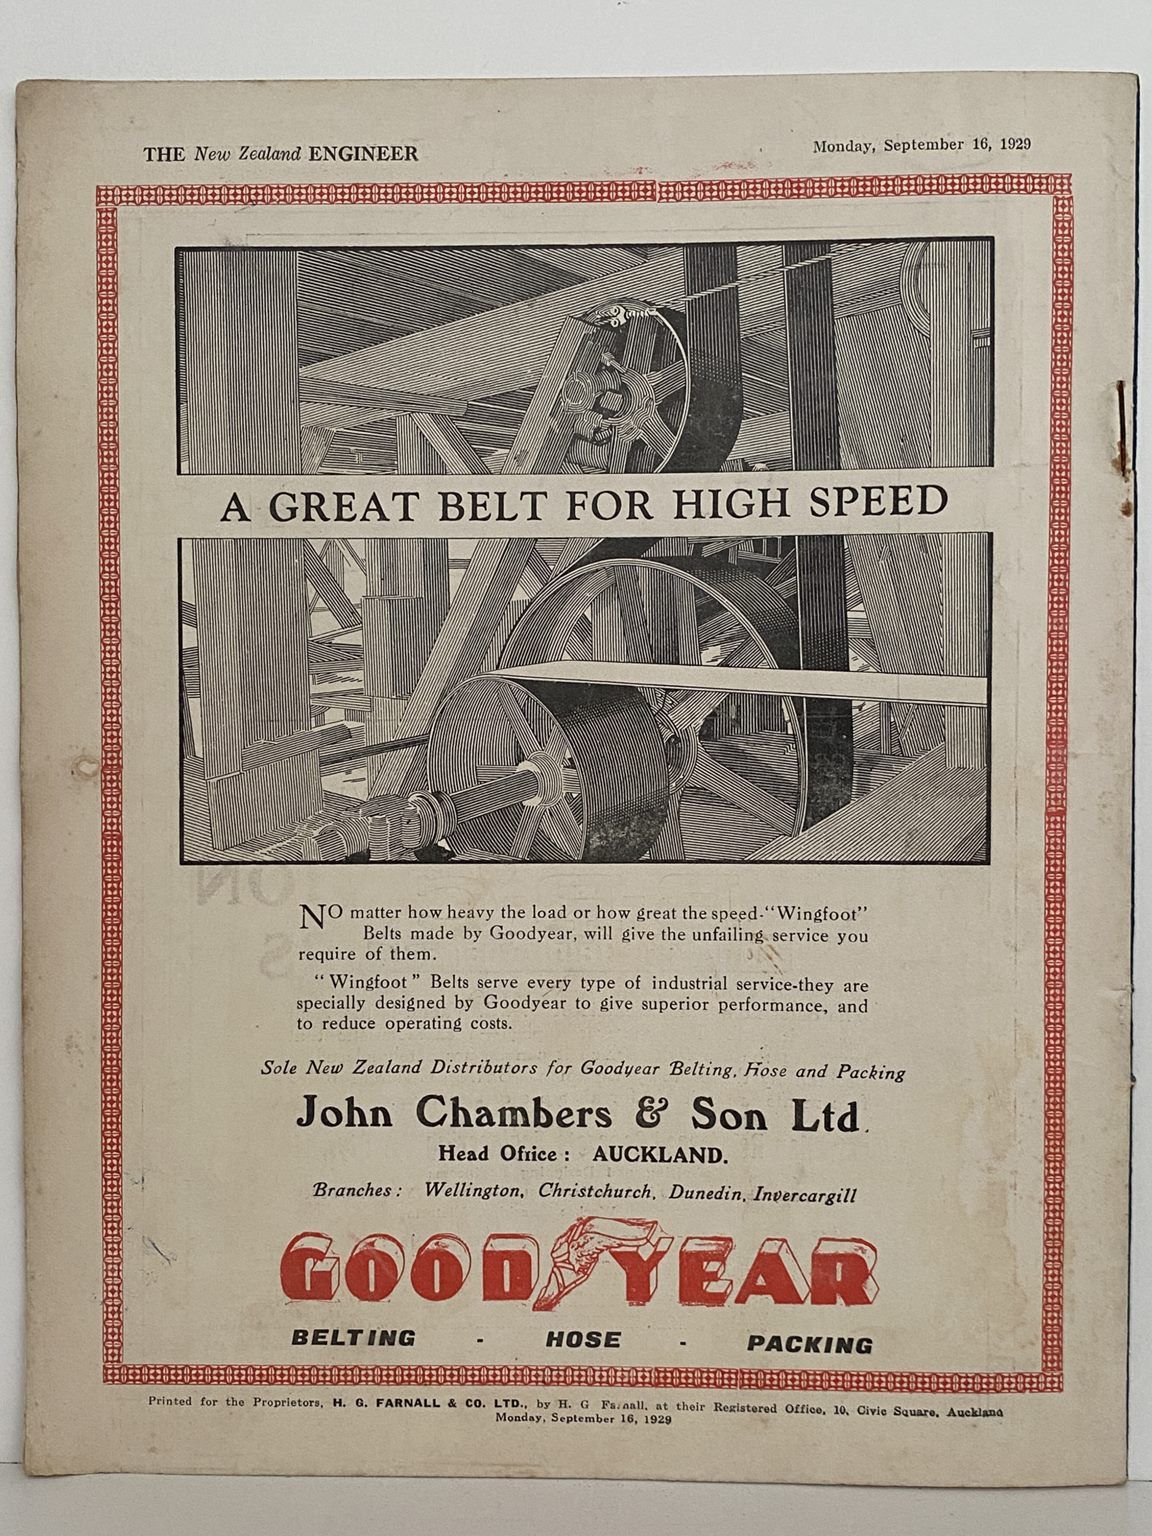 THE New Zealand ENGINEER
Monday, September 16, 1929
A GREAT BELT FOR HIGH SPEED
NO matter how heavy the load or how great the speed-"Wingfoot"
Belts made by Goodyear, will give the unfailing service you
require of them.
"Wingfoot" Belts serve every type of industrial service-they are
specially designed by Goodyear to give superior performance, and
to reduce operating costs.
Sole New Zealand Distributors for Goodyear Belting, Hose and Packing
John Chambers & Son Ltd.
Head Office : AUCKLAND.
Branches : Wellington, Christchurch, Dunedin, Invercargill
GOODYEAR
BELTING - HOSE - PACKING
Printed for the Proprietors, H. G. FARNALL & CO. LTD., by H. G Farnall, at their Registered Office, 10, Civic Square, Auckland
Monday, September 16, 1929